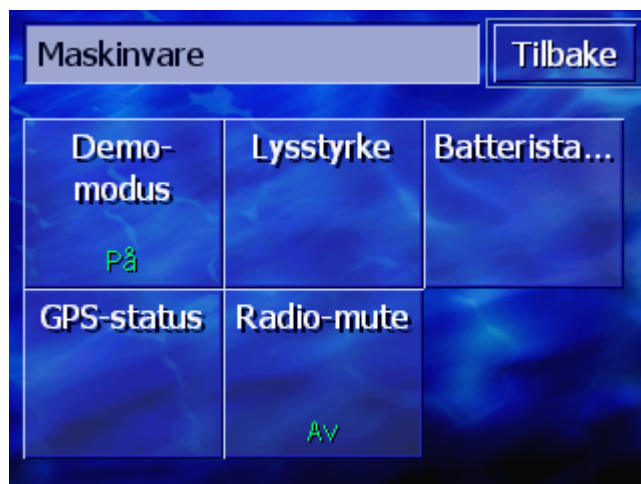 Maskinvare
Tilbake
Demo-
modus
På
Lysstyrke
Batterista...
GPS-status
Radio-mute
Av